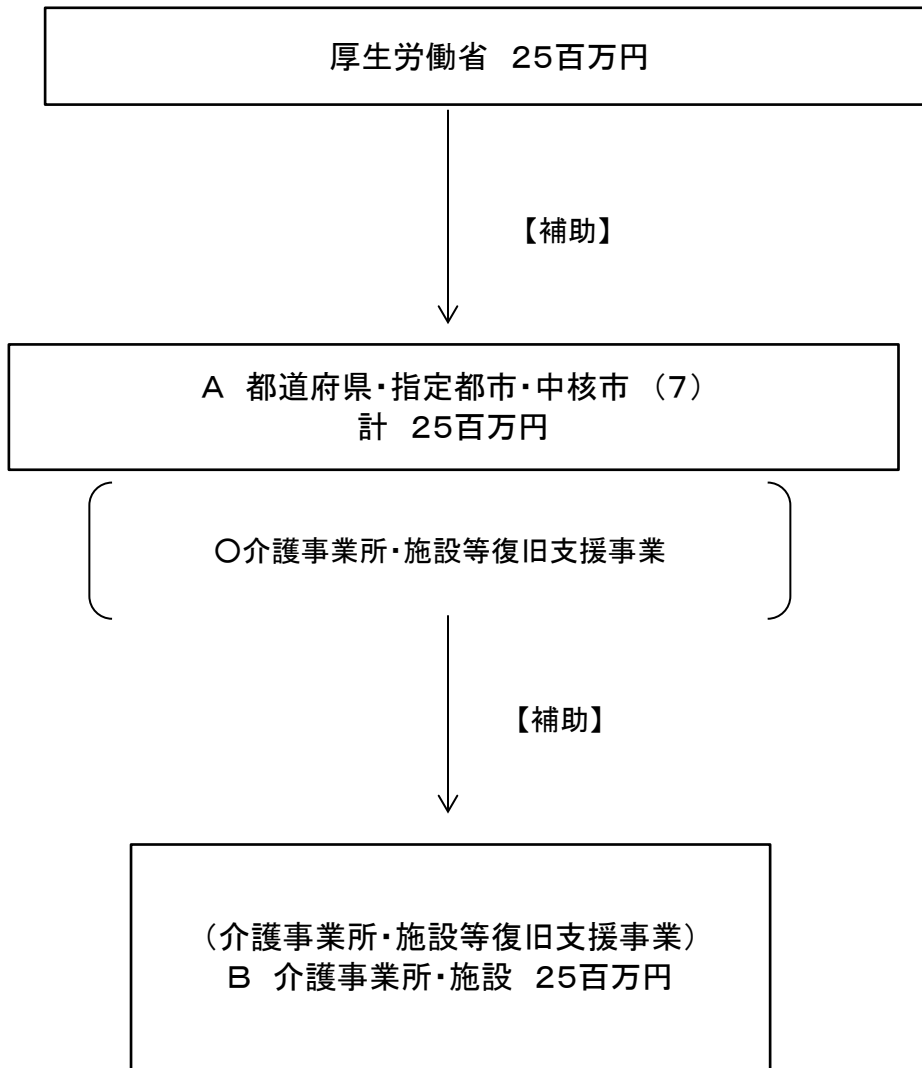 厚生労働省　２５百万円
【補助】
Ａ　都道府県・指定都市・中核市　（７）
計　２５百万円
〇介護事業所・施設等復旧支援事業
【補助】
（介護事業所・施設等復旧支援事業）
Ｂ　介護事業所・施設　２５百万円